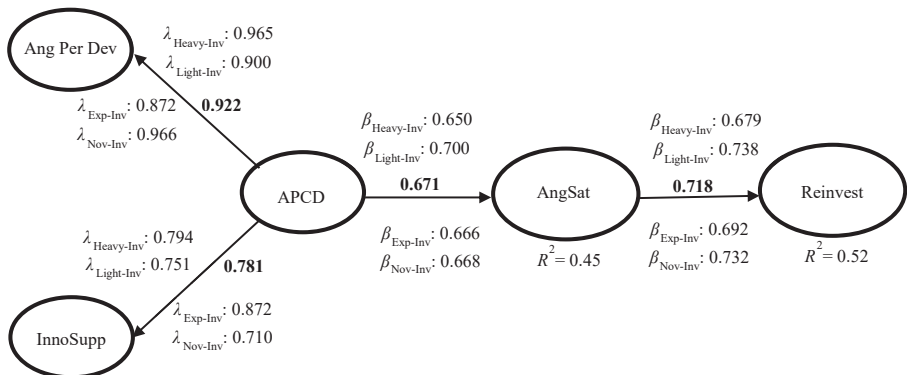 Ang Per Dev
λHeavy-Inv: 0.965
λLight-Inv: 0.900
λExp-Inv: 0.872
λNov-Inv: 0.966
0.922
βHeavy-Inv: 0.650
βLight-Inv: 0.700
0.671
βExp-Inv: 0.666
βNov-Inv: 0.668
βHeavy-Inv: 0.679
βLight-Inv: 0.738
0.718
βExp-Inv: 0.692
βNov-Inv: 0.732
APCD
AngSat
R² = 0.45
Reinvest
R² = 0.52
λHeavy-Inv: 0.794
λLight-Inv: 0.751
0.781
λExp-Inv: 0.872
λNov-Inv: 0.710
InnoSupp